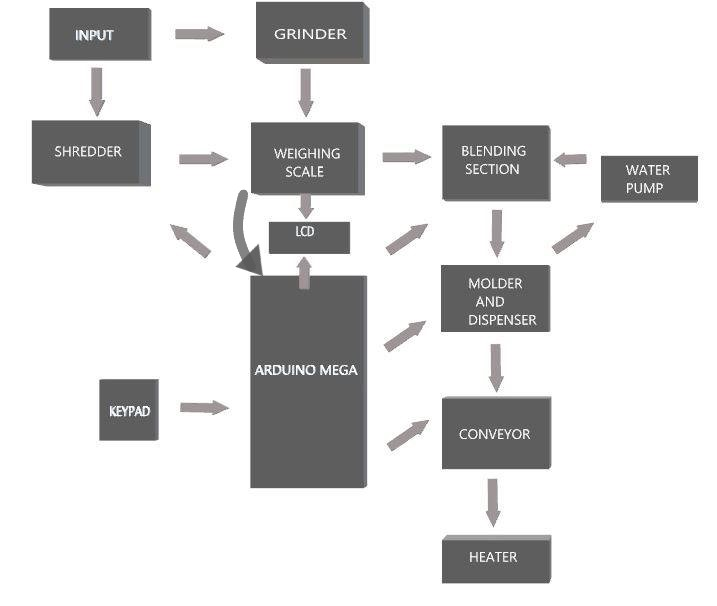 INPUT
GRINDER
SHREDDER
WEIGHING
SCALE
BLENDING
SECTION
WATER
PUMP
LCD
MOLDER
AND
DISPENSER
ARDUINO MEGA
KEYPAD
CONVEYOR
HEATER